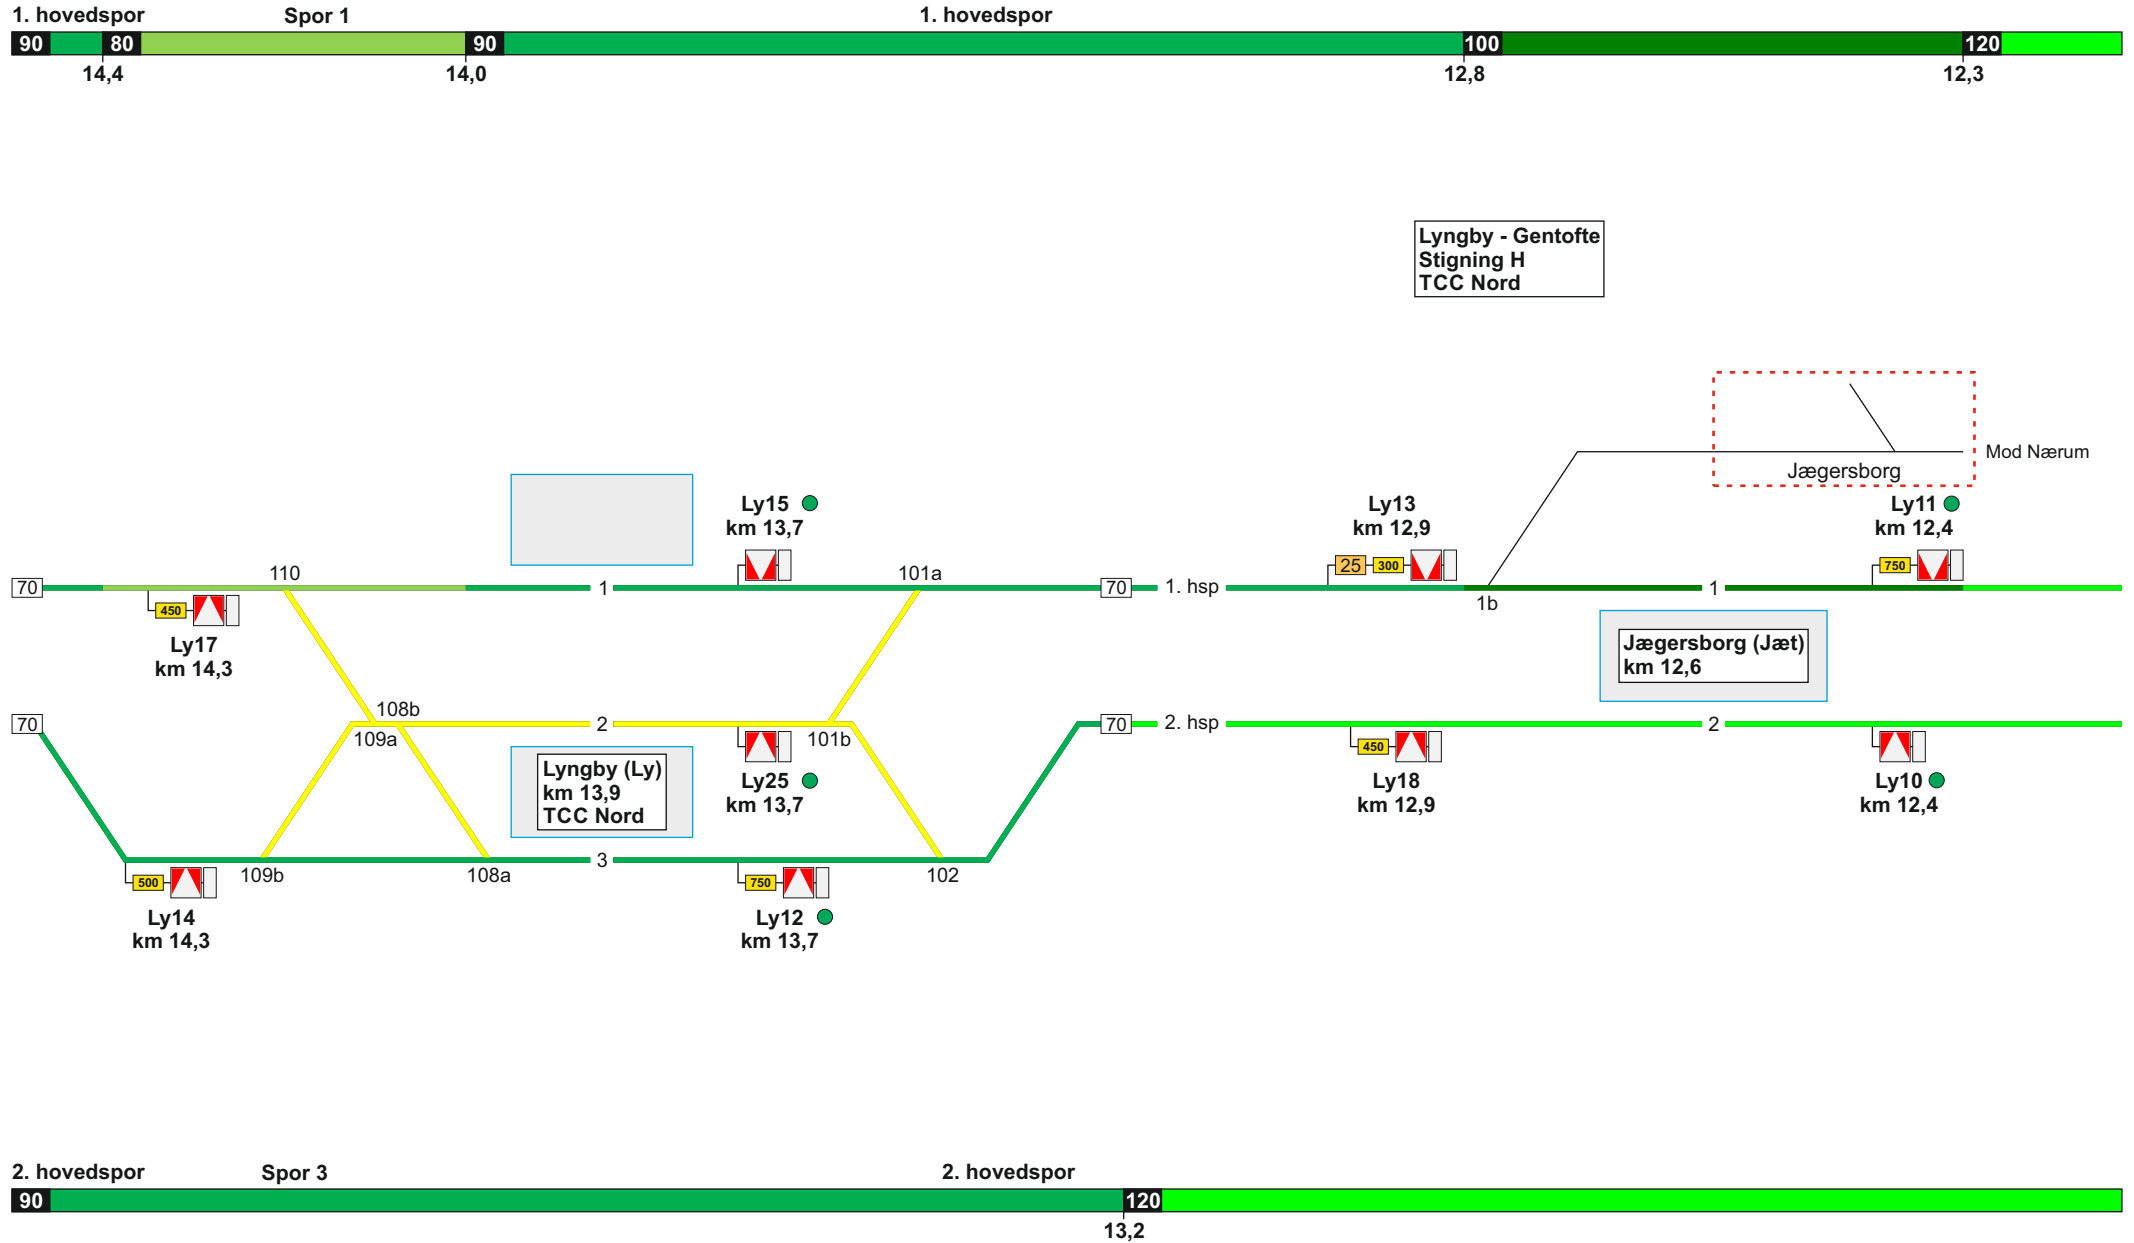 1. hovedspor
Spor 1
1. hovedspor
90
80
90
100
120
14,4
14,0
12,8
12,3
Lyngby - Gentofte
Stigning H
TCC Nord
Mod Nærum
Jægersborg
Ly15
km 13,7
Ly13
km 12,9
Ly11
km 12,4
25
300
750
110
101a
70
1
70
1. hsp
1
1b
450
Ly17
km 14,3
Jægersborg (Jæt)
km 12,6
108b
70
2
70
2. hsp
2
109a
101b
450
Lyngby (Ly)
km 13,9
TCC Nord
Ly25
km 13,7
Ly18
km 12,9
Ly10
km 12,4
3
109b
108a
102
500
750
Ly14
km 14,3
Ly12
km 13,7
2. hovedspor
Spor 3
2. hovedspor
90
120
13,2